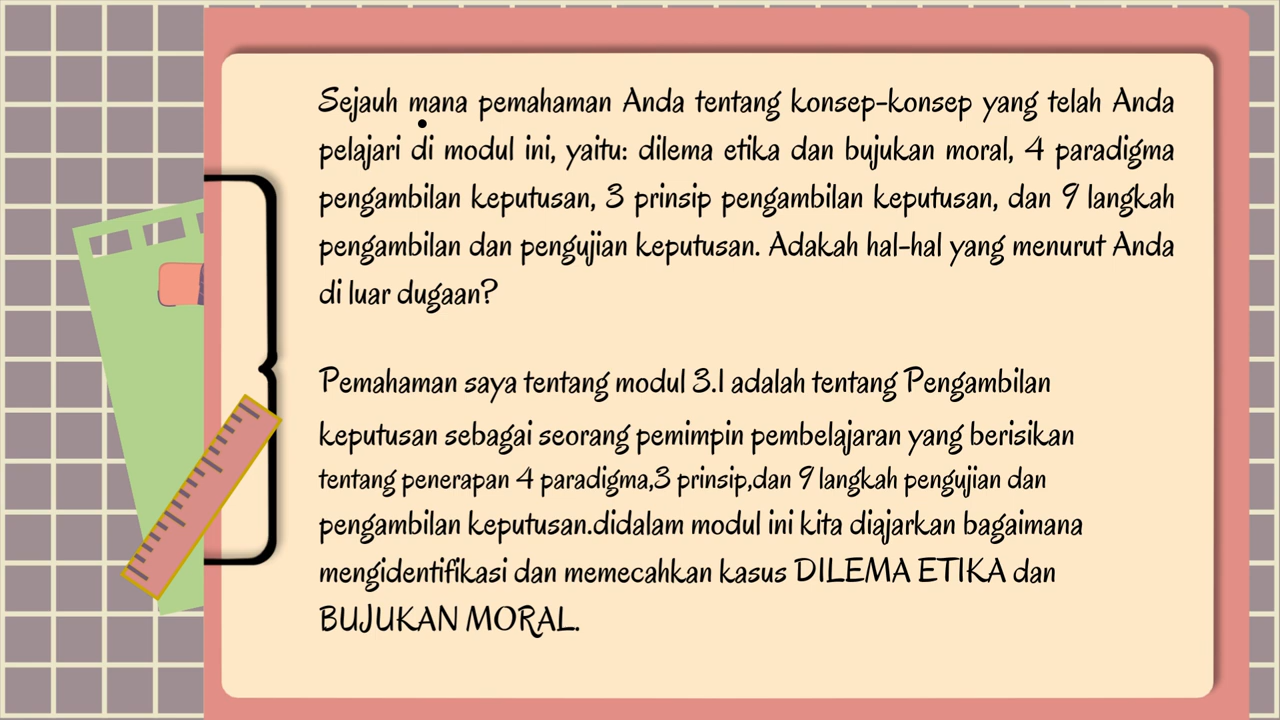 Sejauh mana pemahaman Anda tentang konsep-konsep yang telah Anda
pelajari di modul ini, yaitu: dilema etika dan bujukan moral, 4 paradigma
pengambilan keputusan, 3 prinsip pengambilan keputusan, dan 9 langkah
pengambilan dan pengujian keputusan. Adakah hal-hal yang menurut Anda
di luar dugaan?
Pemahaman saya tentang modul 3.1 adalah tentang Pengambilan
keputusan sebagai seorang pemimpin pembelajaran yang berisikan
tentang penerapan 4 paradigma,3 prinsip,dan 9 langkah pengujian dan
pengambilan keputusan.didalam modul ini kita diajarkan bagaimana
mengidentifikasi dan memecahkan kasus DILEMA ETIKA dan
BUJUKAN MORAL.